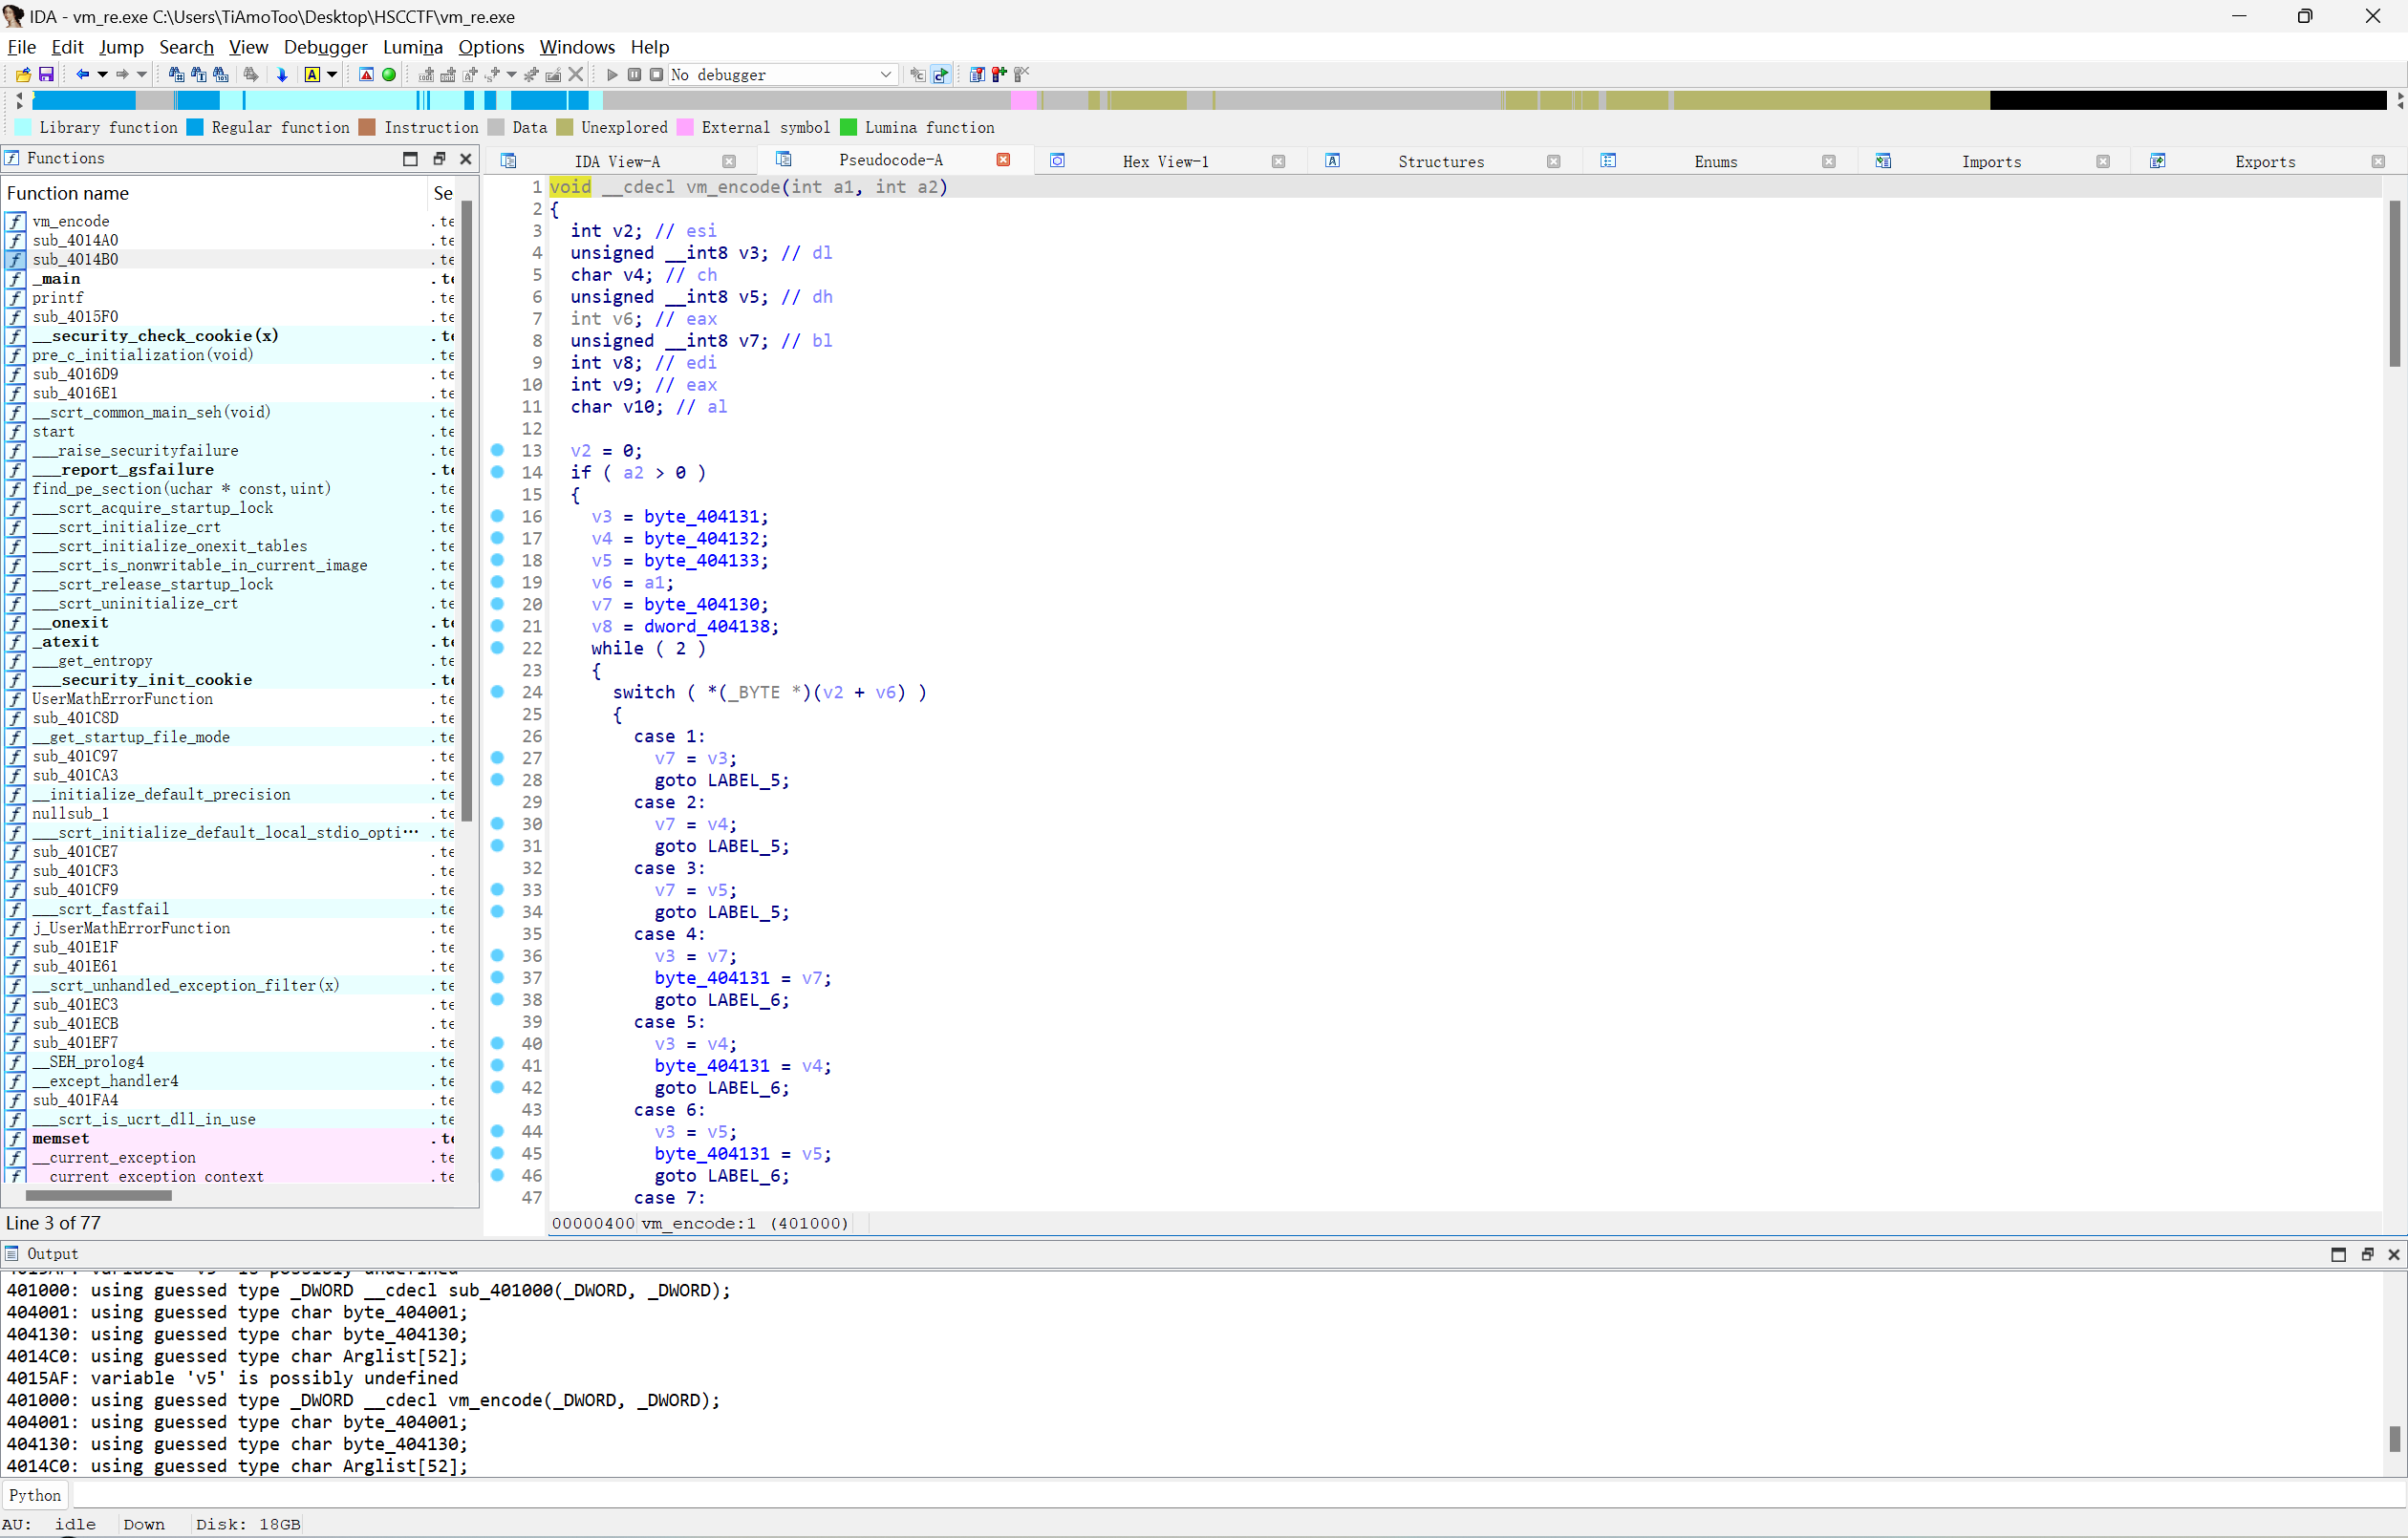 IDA - vm_re.exe C:\Users\TiAmoToo\Desktop\HSCCTF\vm_re.exe
File Edit Jump Search View Debugger Lumina Options Windows Help
No debugger
Library function Regular function Instruction Data Unexplored External symbol Lumina function
Functions
Function name Se
vm_encode .te
sub_4014A0 .te
sub_4014B0 .te
_main .te
printf .te
sub_4015F0 .te
__security_check_cookie(x) .te
pre_c_initialization(void) .te
sub_4016D9 .te
sub_4016E1 .te
__scrt_common_main_seh(void) .te
start .te
___raise_securityfailure .te
___report_gsfailure .te
find_pe_section(uchar * const,uint) .te
___scrt_acquire_startup_lock .te
___scrt_initialize_crt .te
___scrt_initialize_onexit_tables .te
___scrt_is_nonwritable_in_current_image .te
___scrt_release_startup_lock .te
___scrt_uninitialize_crt .te
__onexit .te
_atexit .te
___get_entropy .te
___security_init_cookie .te
UserMathErrorFunction .te
sub_401C8D .te
__get_startup_file_mode .te
sub_401C97 .te
sub_401CA3 .te
__initialize_default_precision .te
nullsub_1 .te
___scrt_initialize_default_local_stdio_opti… .te
sub_401CE7 .te
sub_401CF3 .te
sub_401CF9 .te
___scrt_fastfail .te
j_UserMathErrorFunction .te
sub_401E1F .te
sub_401E61 .te
__scrt_unhandled_exception_filter(x) .te
sub_401EC3 .te
sub_401ECB .te
sub_401EF7 .te
__SEH_prolog4 .te
__except_handler4 .te
sub_401FA4 .te
___scrt_is_ucrt_dll_in_use .te
memset .te
__current_exception .te
__current_exception_context .te
Line 3 of 77
IDA View-A Pseudocode-A Hex View-1 Structures Enums Imports Exports
1 void __cdecl vm_encode(int a1, int a2)
2 {
3 int v2; // esi
4 unsigned __int8 v3; // dl
5 char v4; // ch
6 unsigned __int8 v5; // dh
7 int v6; // eax
8 unsigned __int8 v7; // bl
9 int v8; // edi
10 int v9; // eax
11 char v10; // al
12
13 v2 = 0;
14 if ( a2 > 0 )
15 {
16 v3 = byte_404131;
17 v4 = byte_404132;
18 v5 = byte_404133;
19 v6 = a1;
20 v7 = byte_404130;
21 v8 = dword_404138;
22 while ( 2 )
23 {
24 switch ( *(_BYTE *)(v2 + v6) )
25 {
26 case 1:
27 v7 = v3;
28 goto LABEL_5;
29 case 2:
30 v7 = v4;
31 goto LABEL_5;
32 case 3:
33 v7 = v5;
34 goto LABEL_5;
35 case 4:
36 v3 = v7;
37 byte_404131 = v7;
38 goto LABEL_6;
39 case 5:
40 v3 = v4;
41 byte_404131 = v4;
42 goto LABEL_6;
43 case 6:
44 v3 = v5;
45 byte_404131 = v5;
46 goto LABEL_6;
47 case 7:
00000400 vm_encode:1 (401000)
Output
4015AF: variable 'v5' is possibly undefined
401000: using guessed type _DWORD __cdecl sub_401000(_DWORD, _DWORD);
404001: using guessed type char byte_404001;
404130: using guessed type char byte_404130;
4014C0: using guessed type char Arglist[52];
4015AF: variable 'v5' is possibly undefined
401000: using guessed type _DWORD __cdecl vm_encode(_DWORD, _DWORD);
404001: using guessed type char byte_404001;
404130: using guessed type char byte_404130;
4014C0: using guessed type char Arglist[52];
Python
AU: idle Down Disk: 18GB